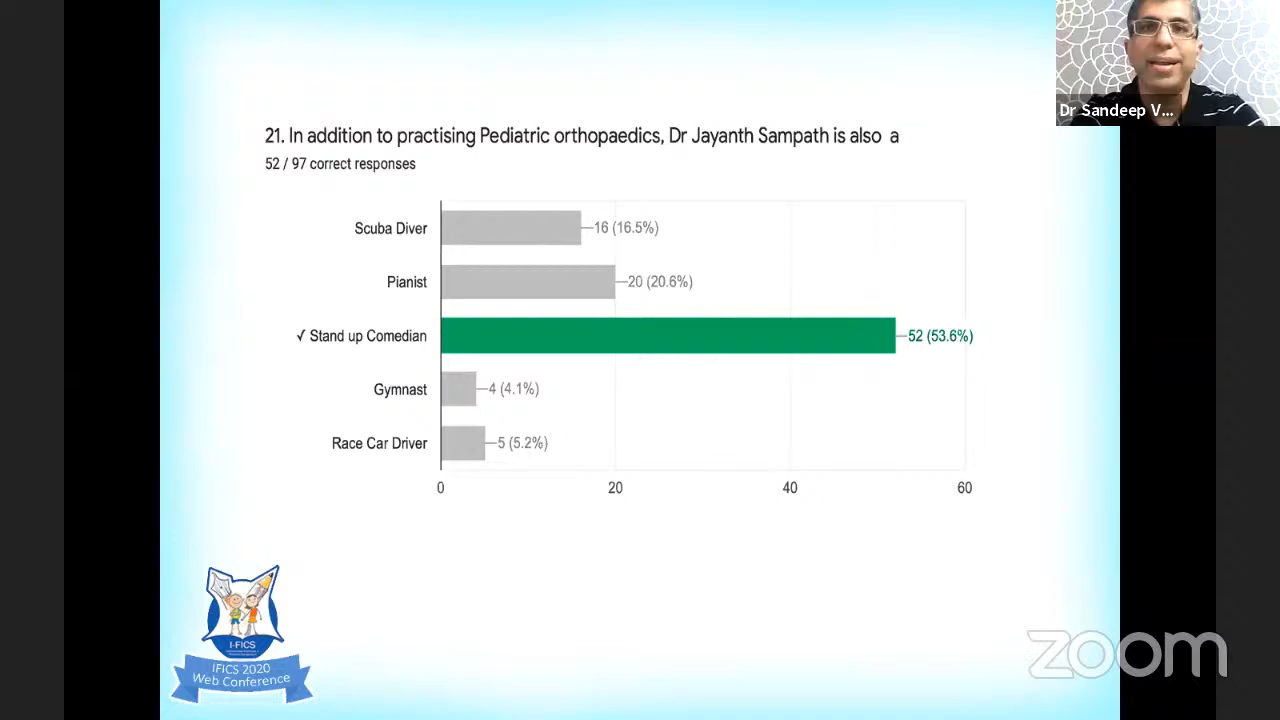 Dr Sandeep V...
21. In addition to practising Pediatric orthopaedics, Dr Jayanth Sampath is also a
52 / 97 correct responses
Scuba Diver 16 (16.5%)
Pianist 20 (20.6%)
✓ Stand up Comedian 52 (53.6%)
Gymnast 4 (4.1%)
Race Car Driver 5 (5.2%)
0 20 40 60
I-FICS
IFICS 2020
Web Conference
zoom